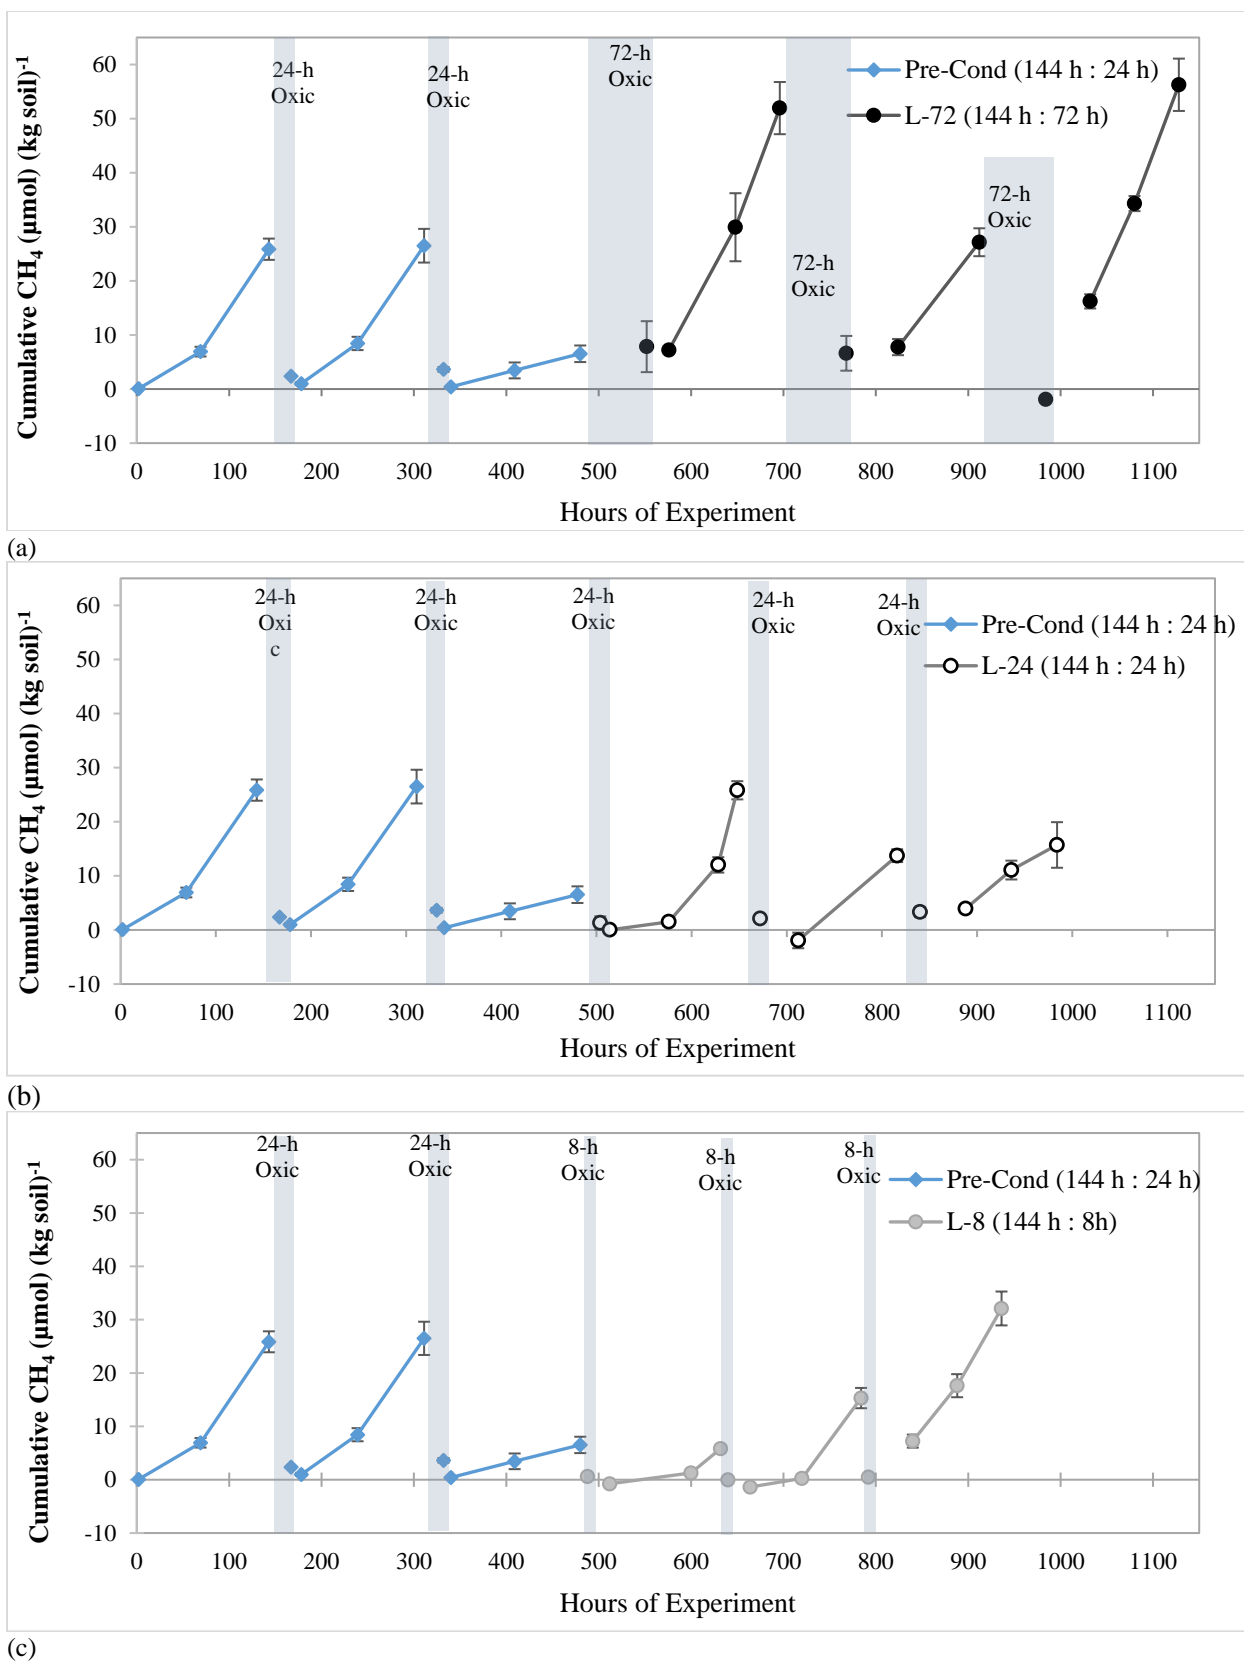 60
50
40
30
20
10
0
-10
Cumulative CH₄ (µmol) (kg soil)⁻¹
24-h
Oxic
24-h
Oxic
72-h
Oxic
72-h
Oxic
72-h
Oxic
Pre-Cond (144 h : 24 h)
L-72 (144 h : 72 h)
0 100 200 300 400 500 600 700 800 900 1000 1100
Hours of Experiment
(a)
60
50
40
30
20
10
0
-10
Cumulative CH₄ (µmol) (kg soil)⁻¹
24-h
Oxi
c
24-h
Oxic
24-h
Oxic
24-h
Oxic
24-h
Oxic
Pre-Cond (144 h : 24 h)
L-24 (144 h : 24 h)
0 100 200 300 400 500 600 700 800 900 1000 1100
Hours of Experiment
(b)
60
50
40
30
20
10
0
-10
Cumulative CH₄ (µmol) (kg soil)⁻¹
24-h
Oxic
24-h
Oxic
8-h
Oxic
8-h
Oxic
8-h
Oxic
Pre-Cond (144 h : 24 h)
L-8 (144 h : 8h)
0 100 200 300 400 500 600 700 800 900 1000 1100
Hours of Experiment
(c)